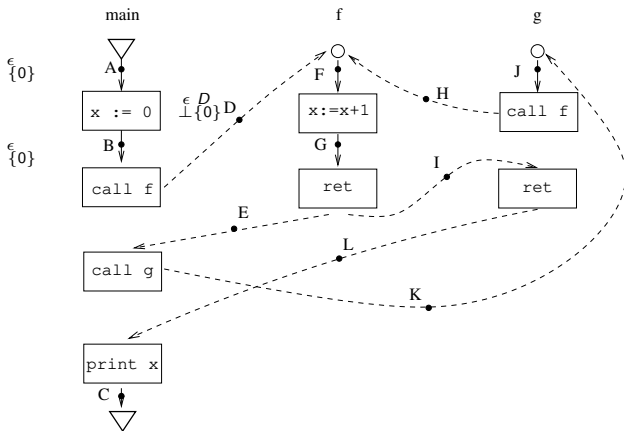 main f g
ϵ
{0}
A
F
J
H
x := 0
ϵ D
⊥{0}
D
x:=x+1
call f
ϵ
{0}
B
G
I
call f
ret
ret
E
L
call g
K
print x
C